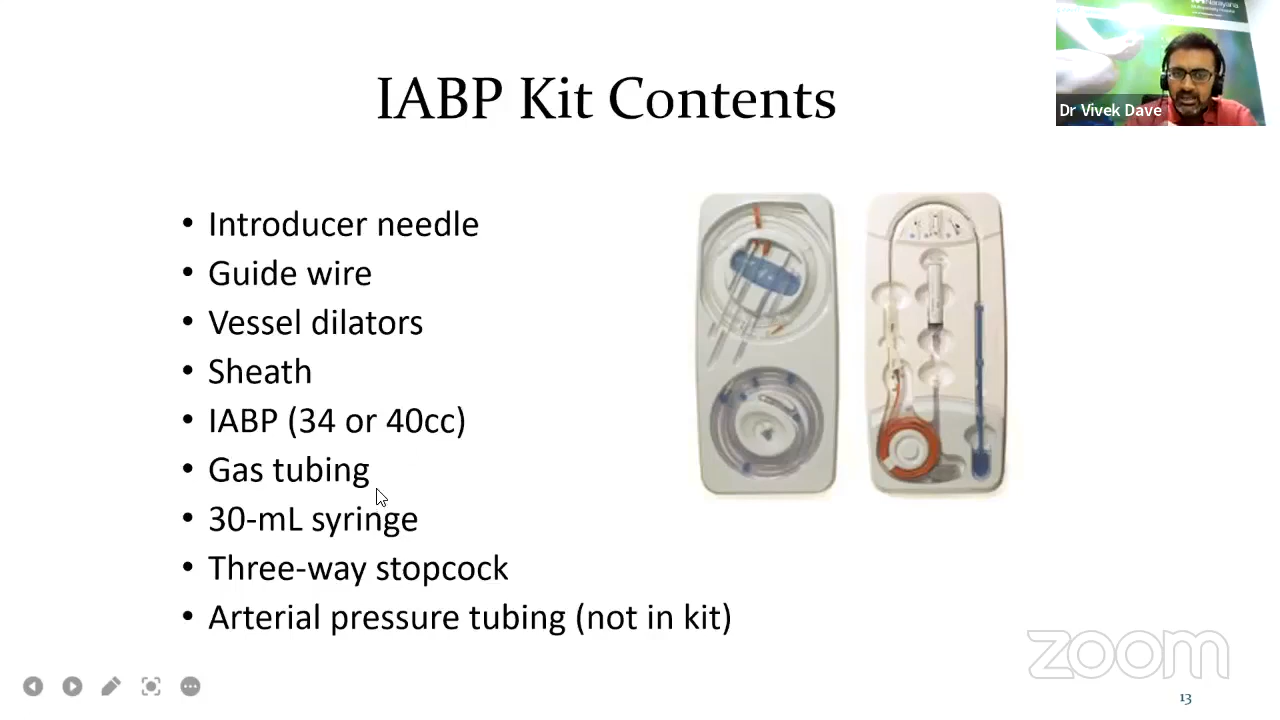 IABP Kit Contents
Dr Vivek Dave
• Introducer needle
• Guide wire
• Vessel dilators
• Sheath
• IABP (34 or 40cc)
• Gas tubing
• 30-mL syringe
• Three-way stopcock
• Arterial pressure tubing (not in kit)
zoom
13